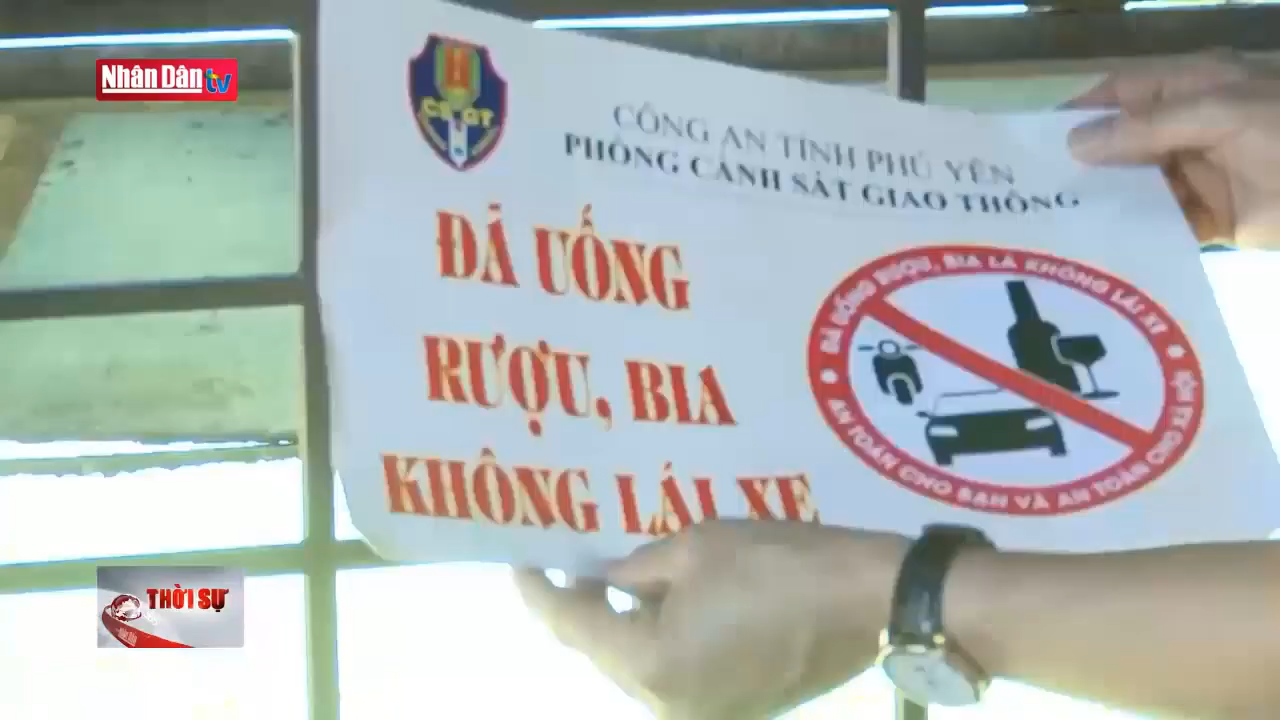 Nhân Dân tv
CSGT
CÔNG AN TỈNH PHÚ YÊN
PHÒNG CẢNH SÁT GIAO THÔNG
ĐÃ UỐNG
RƯỢU, BIA
KHÔNG LÁI XE
ĐÃ UỐNG RƯỢU, BIA LÀ KHÔNG LÁI XE
AN TOÀN CHO BẠN VÀ AN TOÀN CHO XÃ HỘI
THỜI SỰ